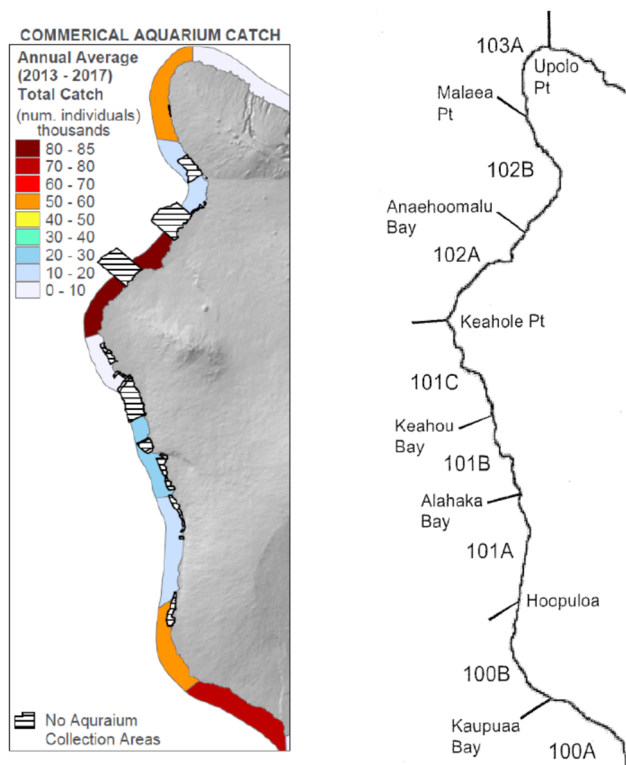 COMMERICAL AQUARIUM CATCH
Annual Average
(2013 - 2017)
Total Catch
(num. individuals)
thousands
80 - 85
70 - 80
60 - 70
50 - 60
40 - 50
30 - 40
20 - 30
10 - 20
0 - 10
No Aquraium
Collection Areas
103A
Upolo
Pt
Malaea
Pt
102B
Anaehoomalu
Bay
102A
Keahole Pt
101C
Keahou
Bay
101B
Alahaka
Bay
101A
Hoopuloa
100B
Kaupuaa
Bay
100A